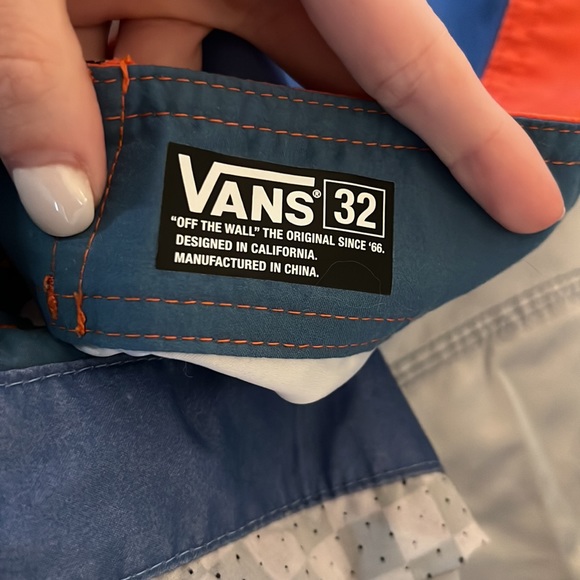 VANS® 32
"OFF THE WALL" THE ORIGINAL SINCE '66.
DESIGNED IN CALIFORNIA.
MANUFACTURED IN CHINA.